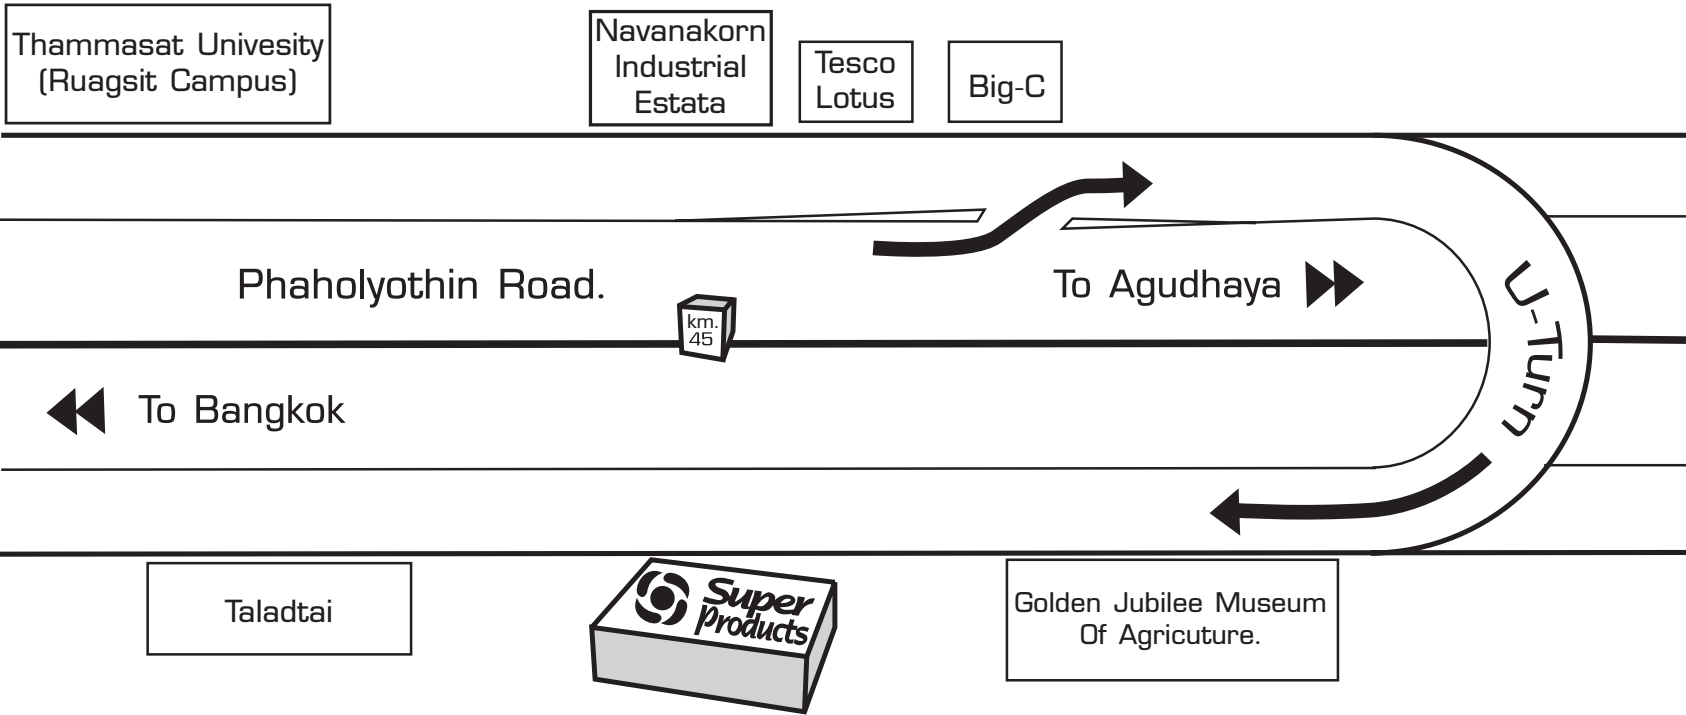 Thammasat Univesity
(Ruagsit Campus)
Navanakorn
Industrial
Estata
Tesco
Lotus
Big-C
Phaholyothin Road.
km.
45
To Agudhaya
U-Turn
To Bangkok
Taladtai
Super
Products
Golden Jubilee Museum
Of Agricuture.